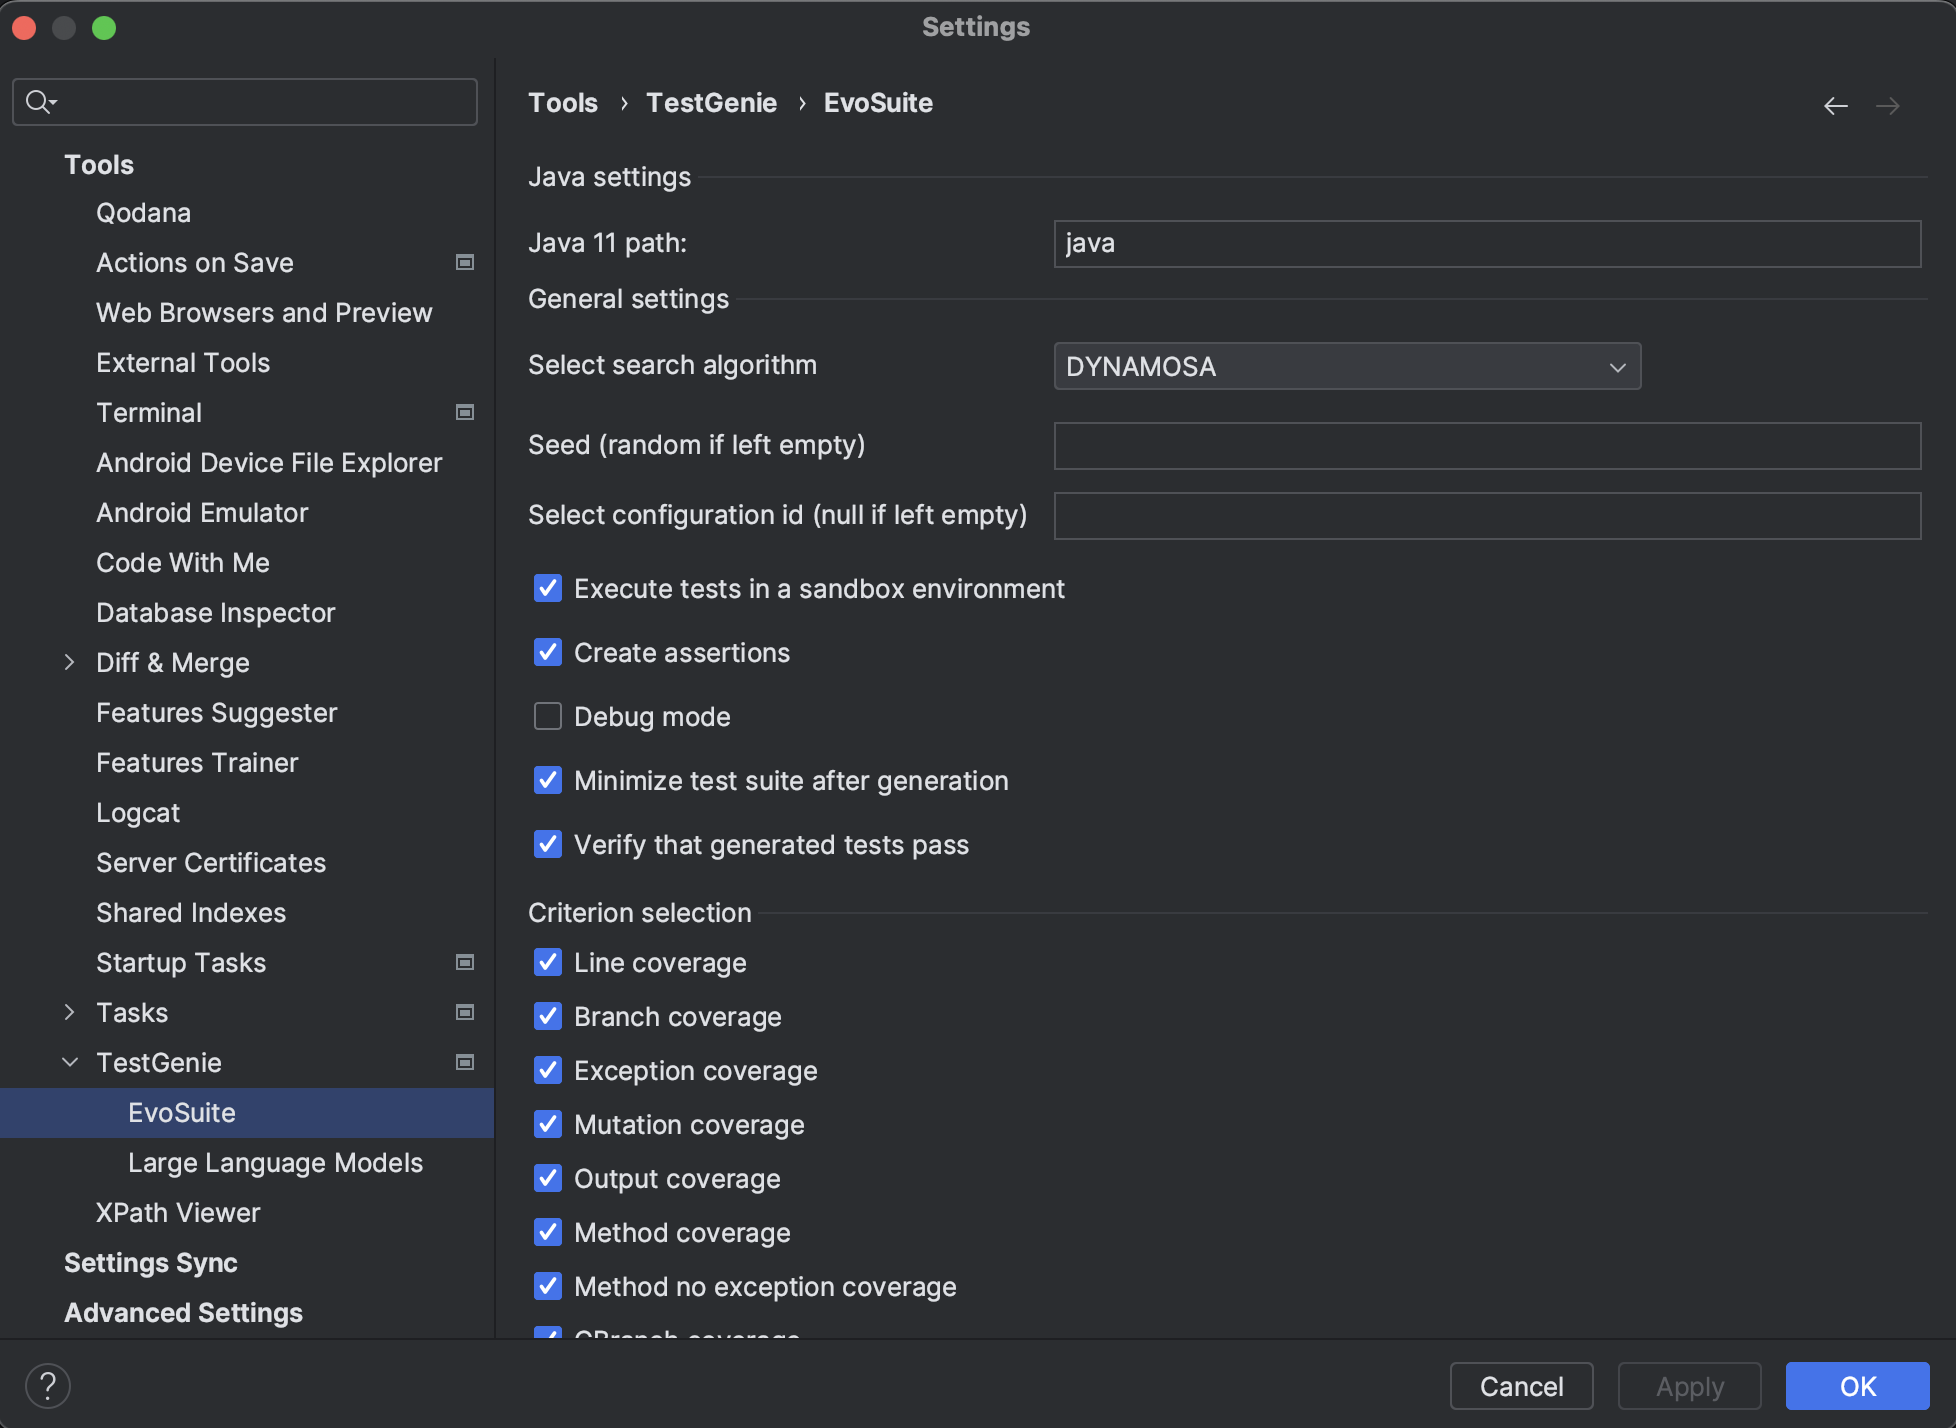 Settings
Tools
Qodana
Actions on Save
Web Browsers and Preview
External Tools
Terminal
Android Device File Explorer
Android Emulator
Code With Me
Database Inspector
Diff & Merge
Features Suggester
Features Trainer
Logcat
Server Certificates
Shared Indexes
Startup Tasks
Tasks
TestGenie
EvoSuite
Large Language Models
XPath Viewer
Settings Sync
Advanced Settings
Tools › TestGenie › EvoSuite
Java settings
Java 11 path: java
General settings
Select search algorithm DYNAMOSA
Seed (random if left empty)
Select configuration id (null if left empty)
Execute tests in a sandbox environment
Create assertions
Debug mode
Minimize test suite after generation
Verify that generated tests pass
Criterion selection
Line coverage
Branch coverage
Exception coverage
Mutation coverage
Output coverage
Method coverage
Method no exception coverage
CBranch coverage
? Cancel Apply OK